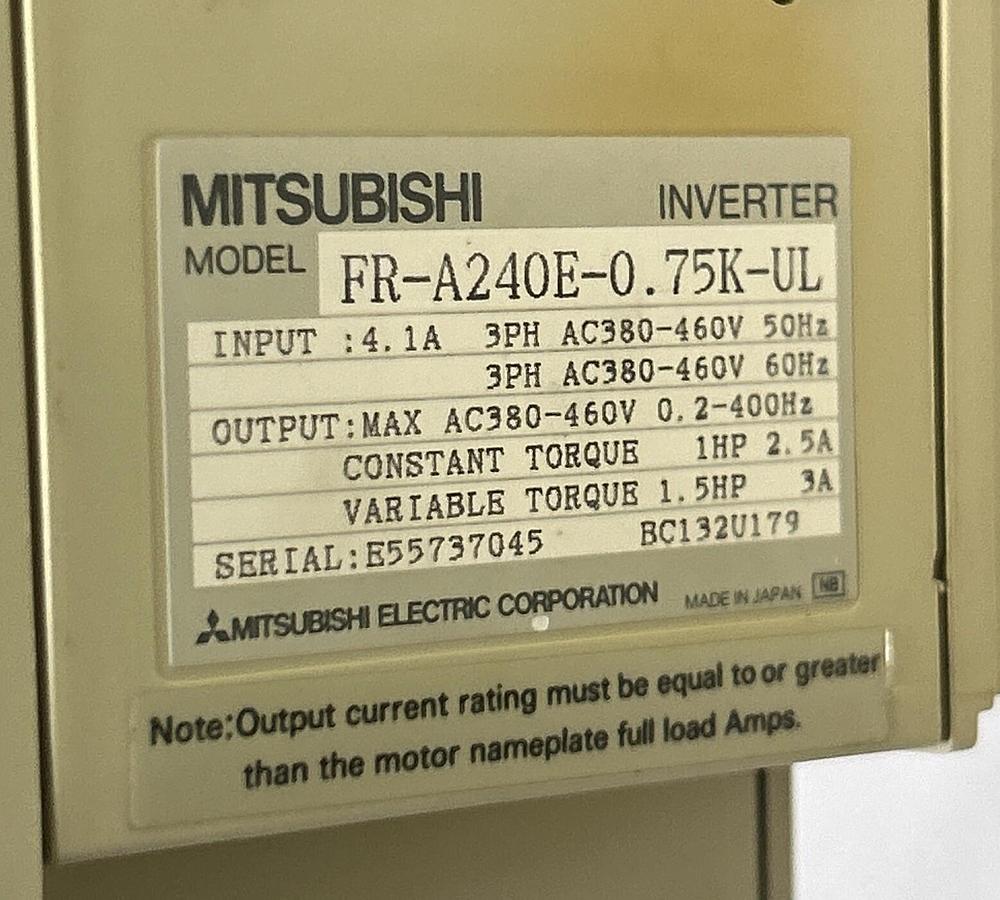 MITSUBISHI INVERTER
MODEL FR-A240E-0.75K-UL
INPUT :4.1A 3PH AC380-460V 50Hz
3PH AC380-460V 60Hz
OUTPUT:MAX AC380-460V 0.2-400Hz
CONSTANT TORQUE 1HP 2.5A
VARIABLE TORQUE 1.5HP 3A
SERIAL:E55737045 BC132U179
MITSUBISHI ELECTRIC CORPORATION MADE IN JAPAN NB
Note:Output current rating must be equal to or greater
than the motor nameplate full load Amps.